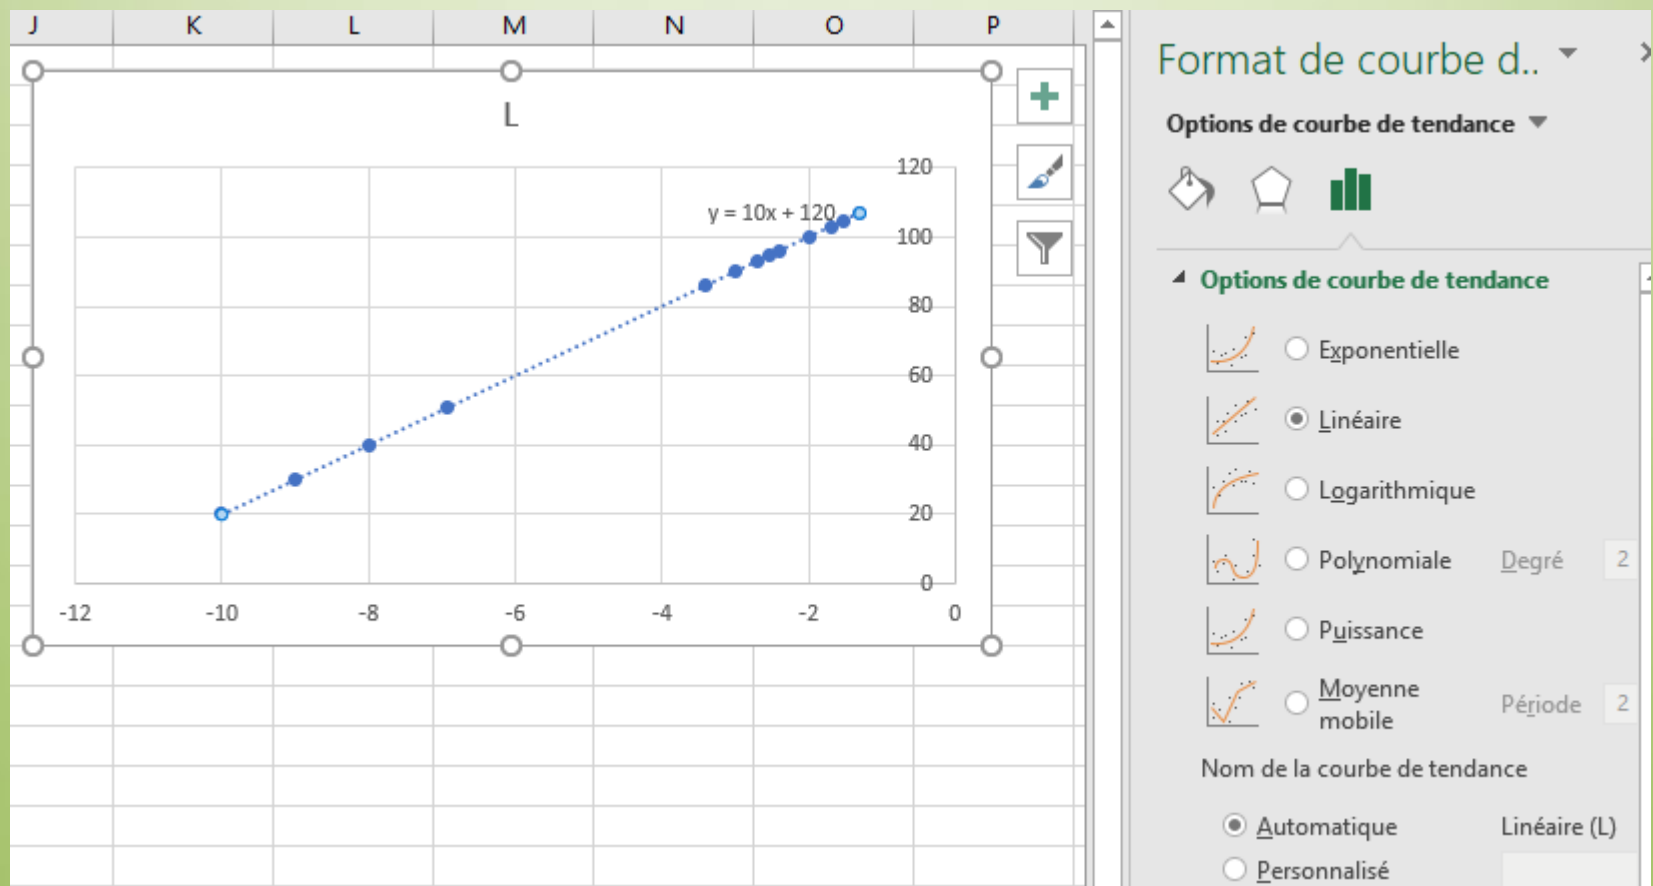 J K L M N O P
L
120
y = 10x + 120
100
80
60
40
20
0
-12 -10 -8 -6 -4 -2 0
Format de courbe d..
Options de courbe de tendance
Options de courbe de tendance
Exponentielle
Linéaire
Logarithmique
Polynomiale Degré 2
Puissance
Moyenne
mobile Période 2
Nom de la courbe de tendance
Automatique Linéaire (L)
Personnalisé